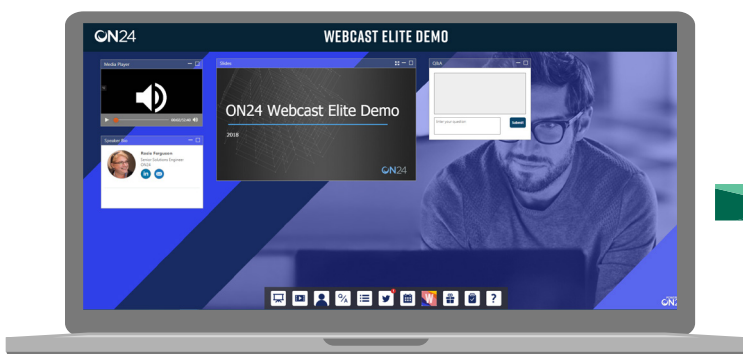 ON24
WEBCAST ELITE DEMO
Media Player
Slides
Q&A
ON24 Webcast Elite Demo
2018
ON24
Enter your question
Submit
Speaker Bio
Senior Solutions Engineer
ON24
in
Q/A
W
?